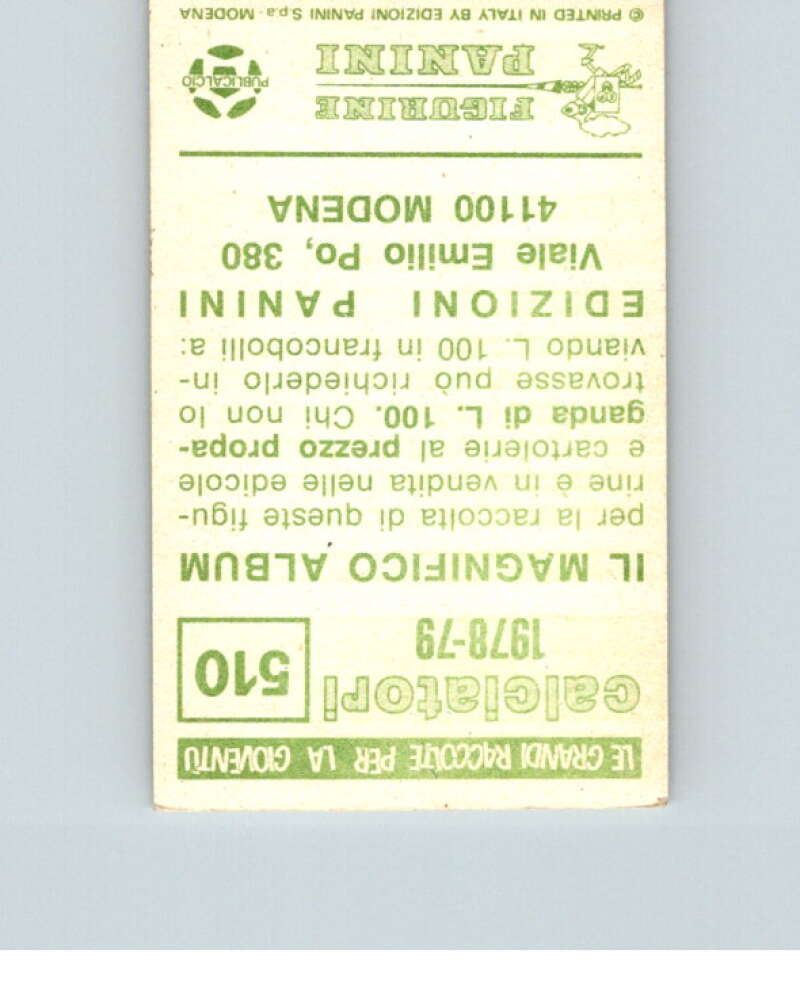 LE GRANDI RACCOLTE PER LA GIOVENTÙ
calciatori
1978-79
510
IL MAGNIFICO ALBUM
per la raccolta di queste figu-
rine è in vendita nelle edicole
e cartolerie al prezzo propa-
ganda di L. 100. Chi non lo
trovasse può richiederlo in-
viando L. 100 in francobolli a:
EDIZIONI PANINI
Viale Emilio Po, 380
41100 MODENA
FIGURINE
PANINI
PUBLICALCIO
© PRINTED IN ITALY BY EDIZIONI PANINI S.p.a - MODENA